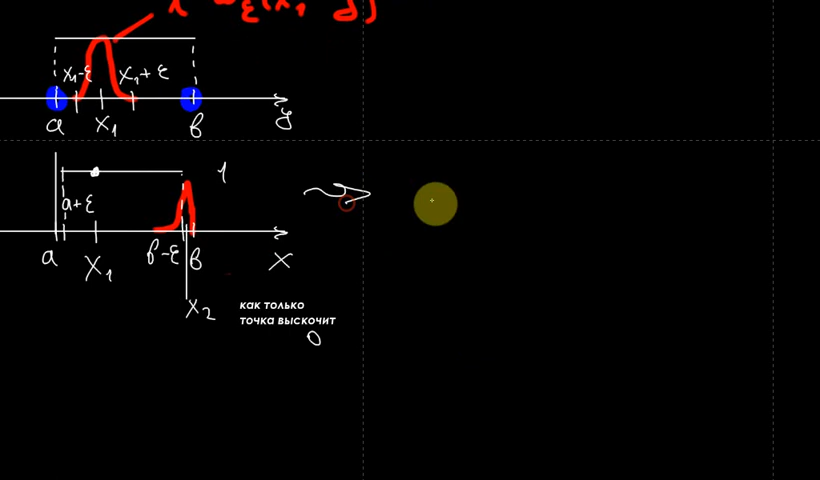 x₁-ε x₁+ε
a x₁ b y
1
a+ε
a x₁ b-ε b x
x₂
как только
точка выскочит
0